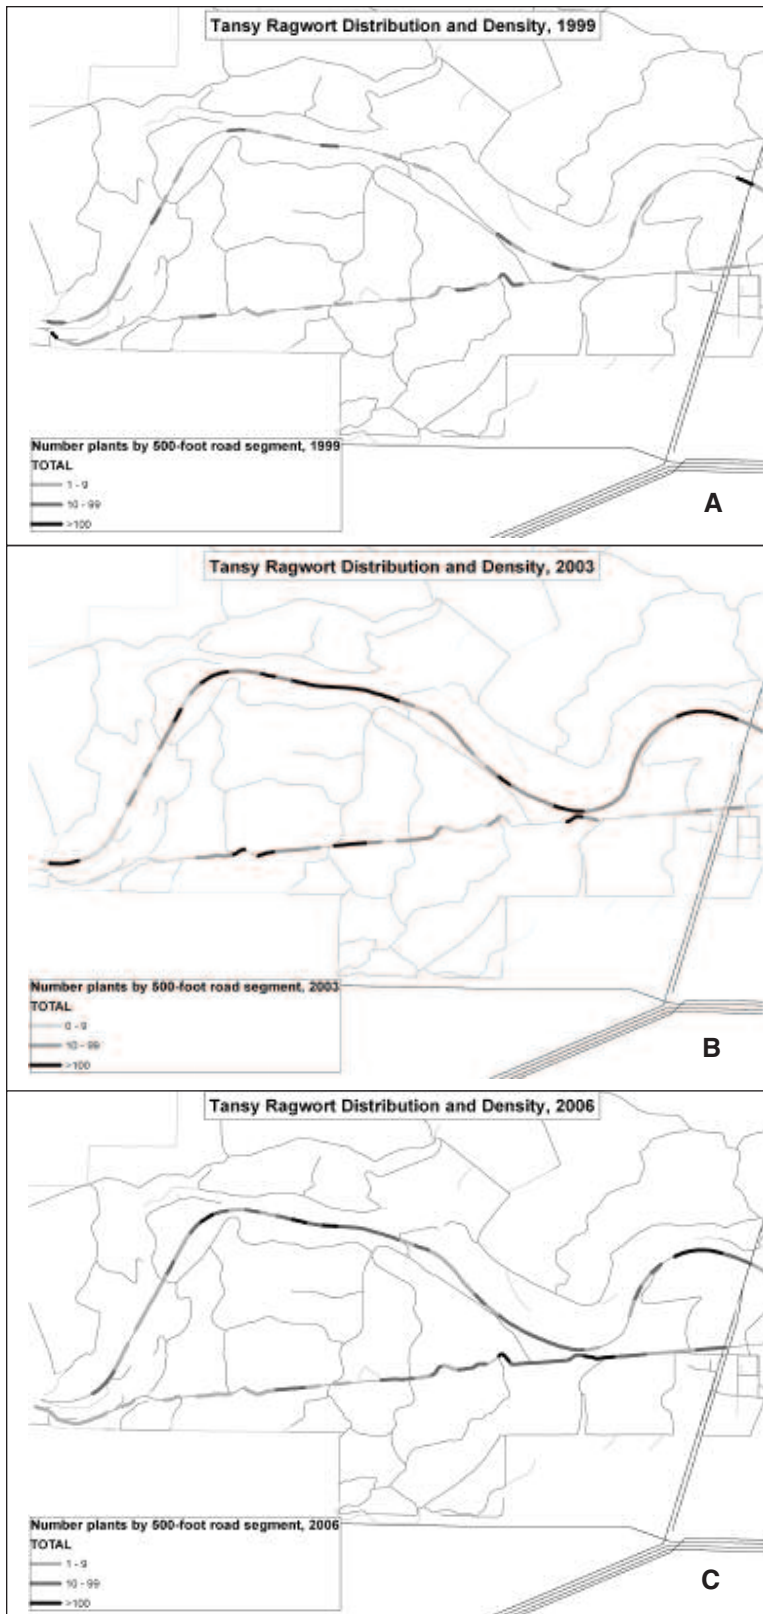 Tansy Ragwort Distribution and Density, 1999
Number plants by 500-foot road segment, 1999
TOTAL
1 - 9
10 - 99
>100
A
Tansy Ragwort Distribution and Density, 2003
Number plants by 500-foot road segment, 2003
TOTAL
0 - 9
10 - 99
>100
B
Tansy Ragwort Distribution and Density, 2006
Number plants by 500-foot road segment, 2006
TOTAL
1 - 9
10 - 99
>100
C